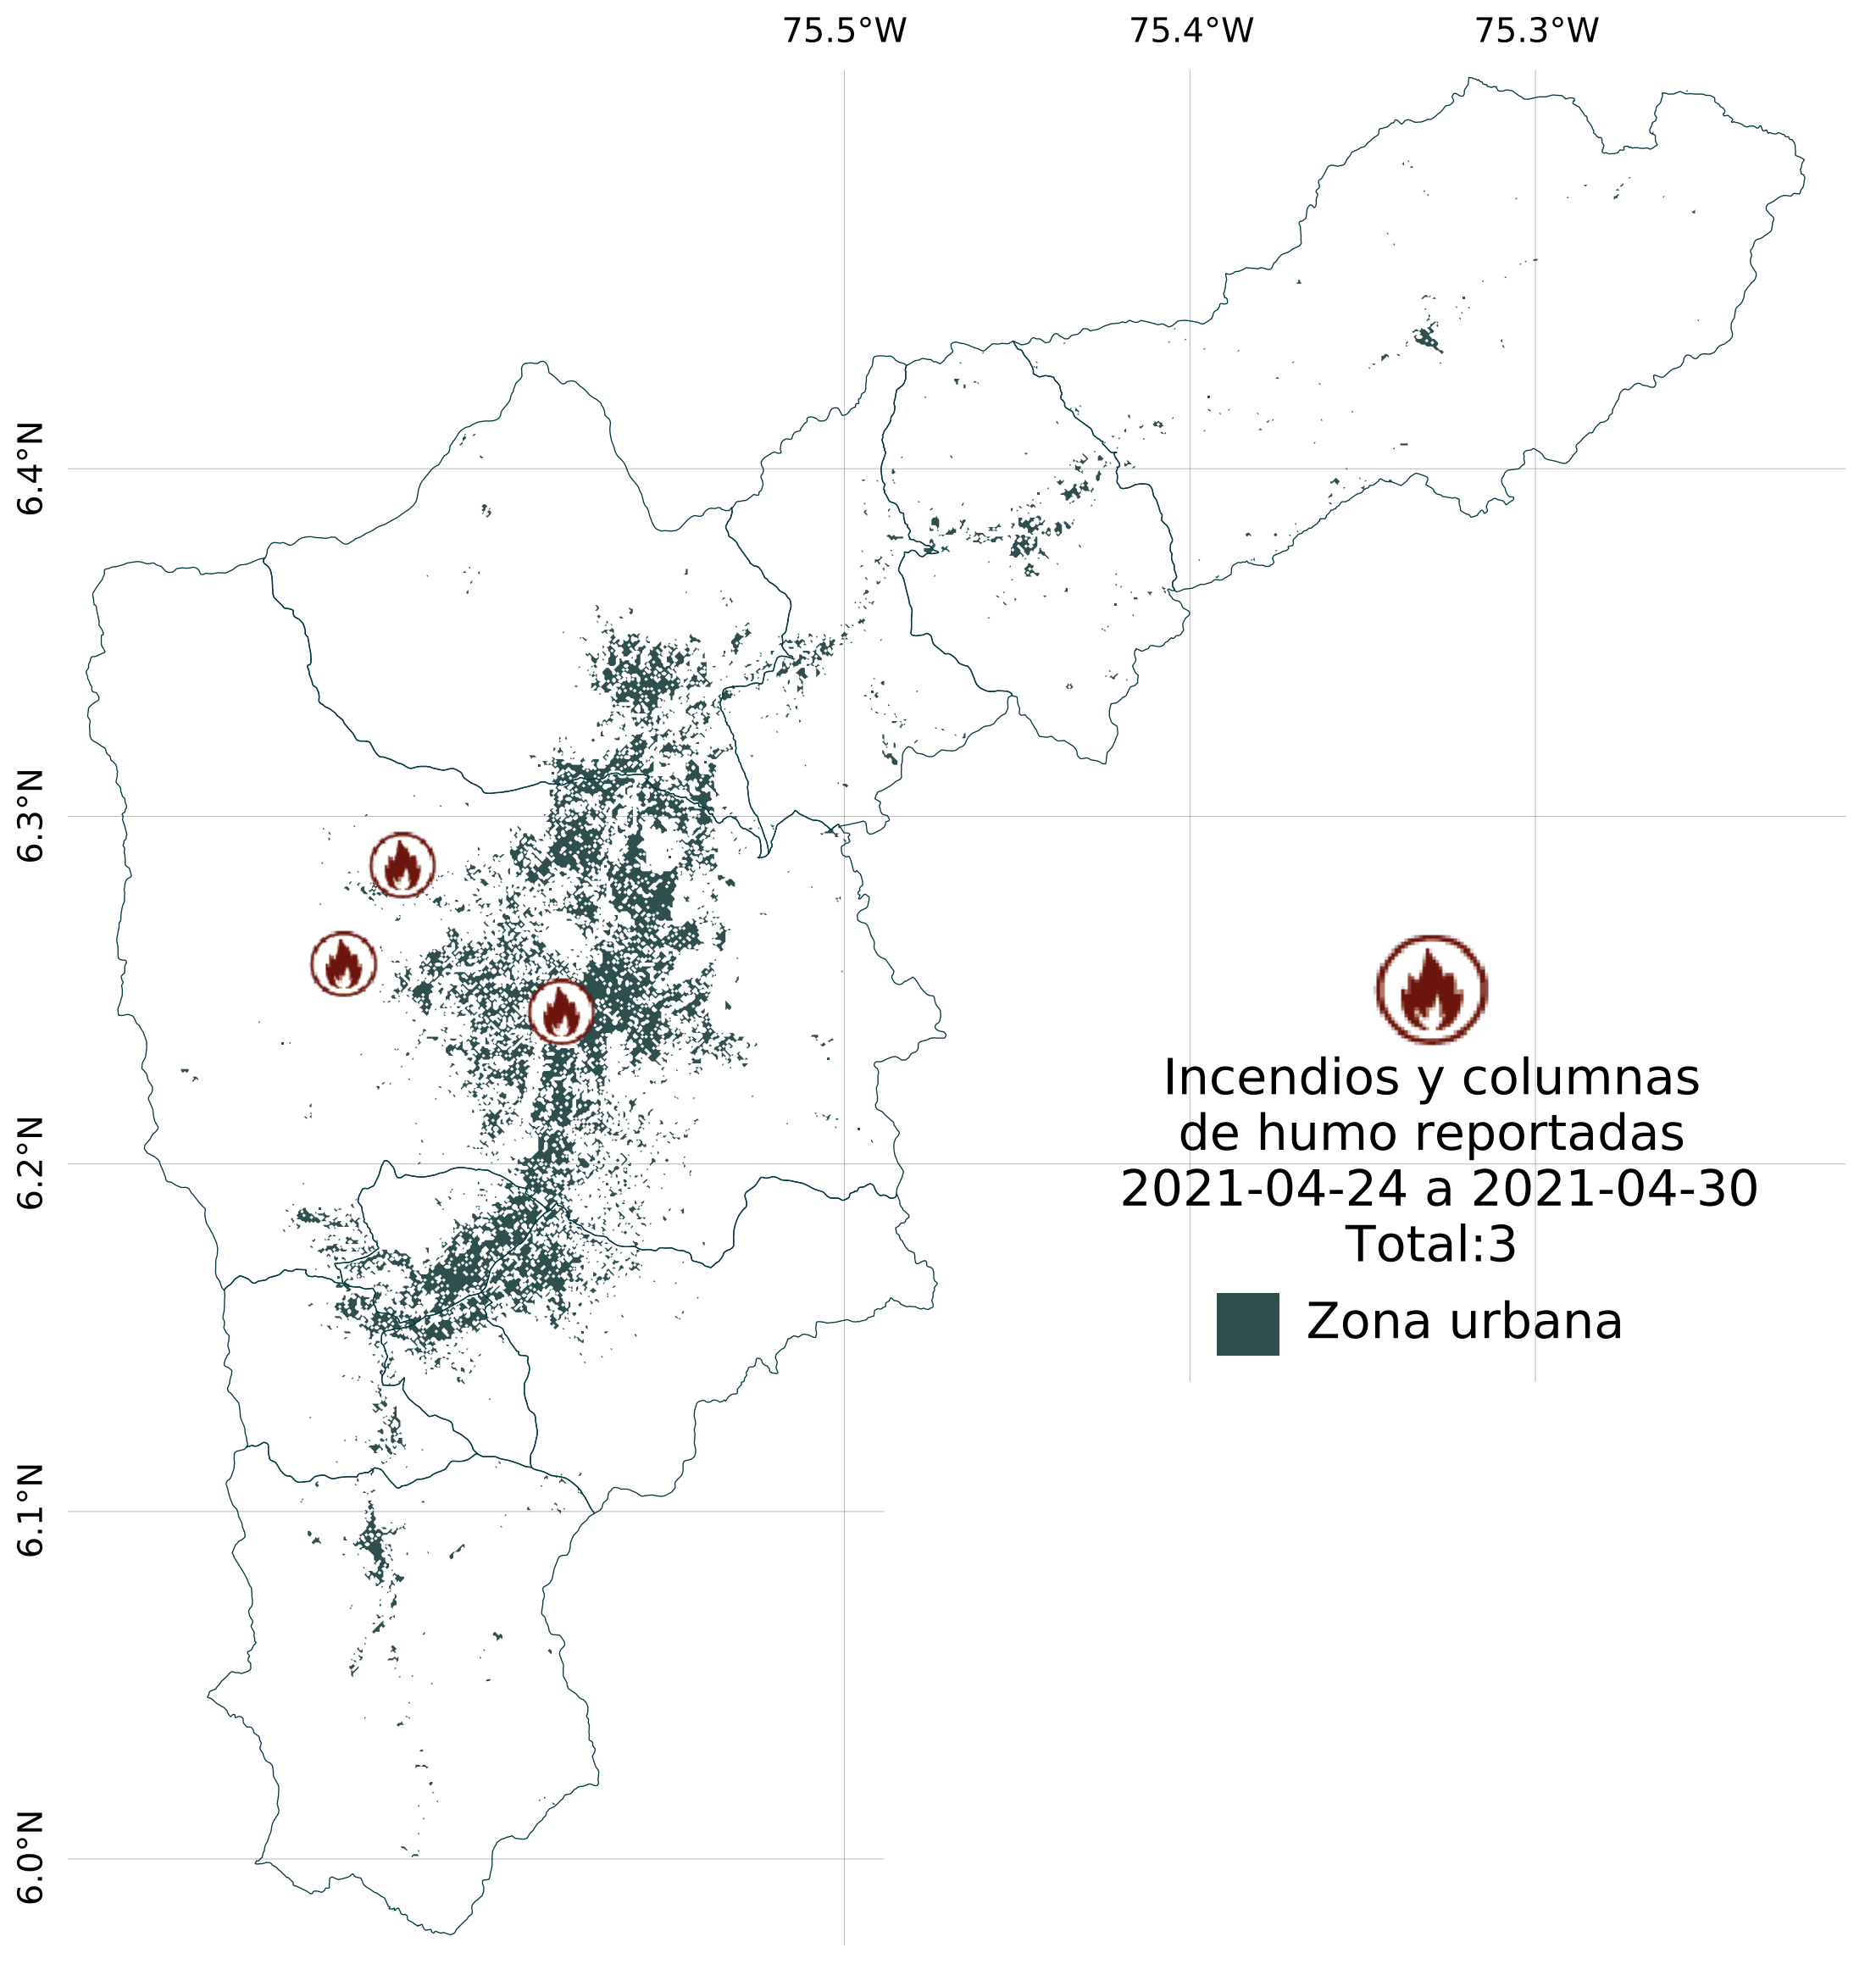 75.5°W 75.4°W 75.3°W
6.4°N
6.3°N
6.2°N
6.1°N
6.0°N
Incendios y columnas
de humo reportadas
2021-04-24 a 2021-04-30
Total:3
Zona urbana